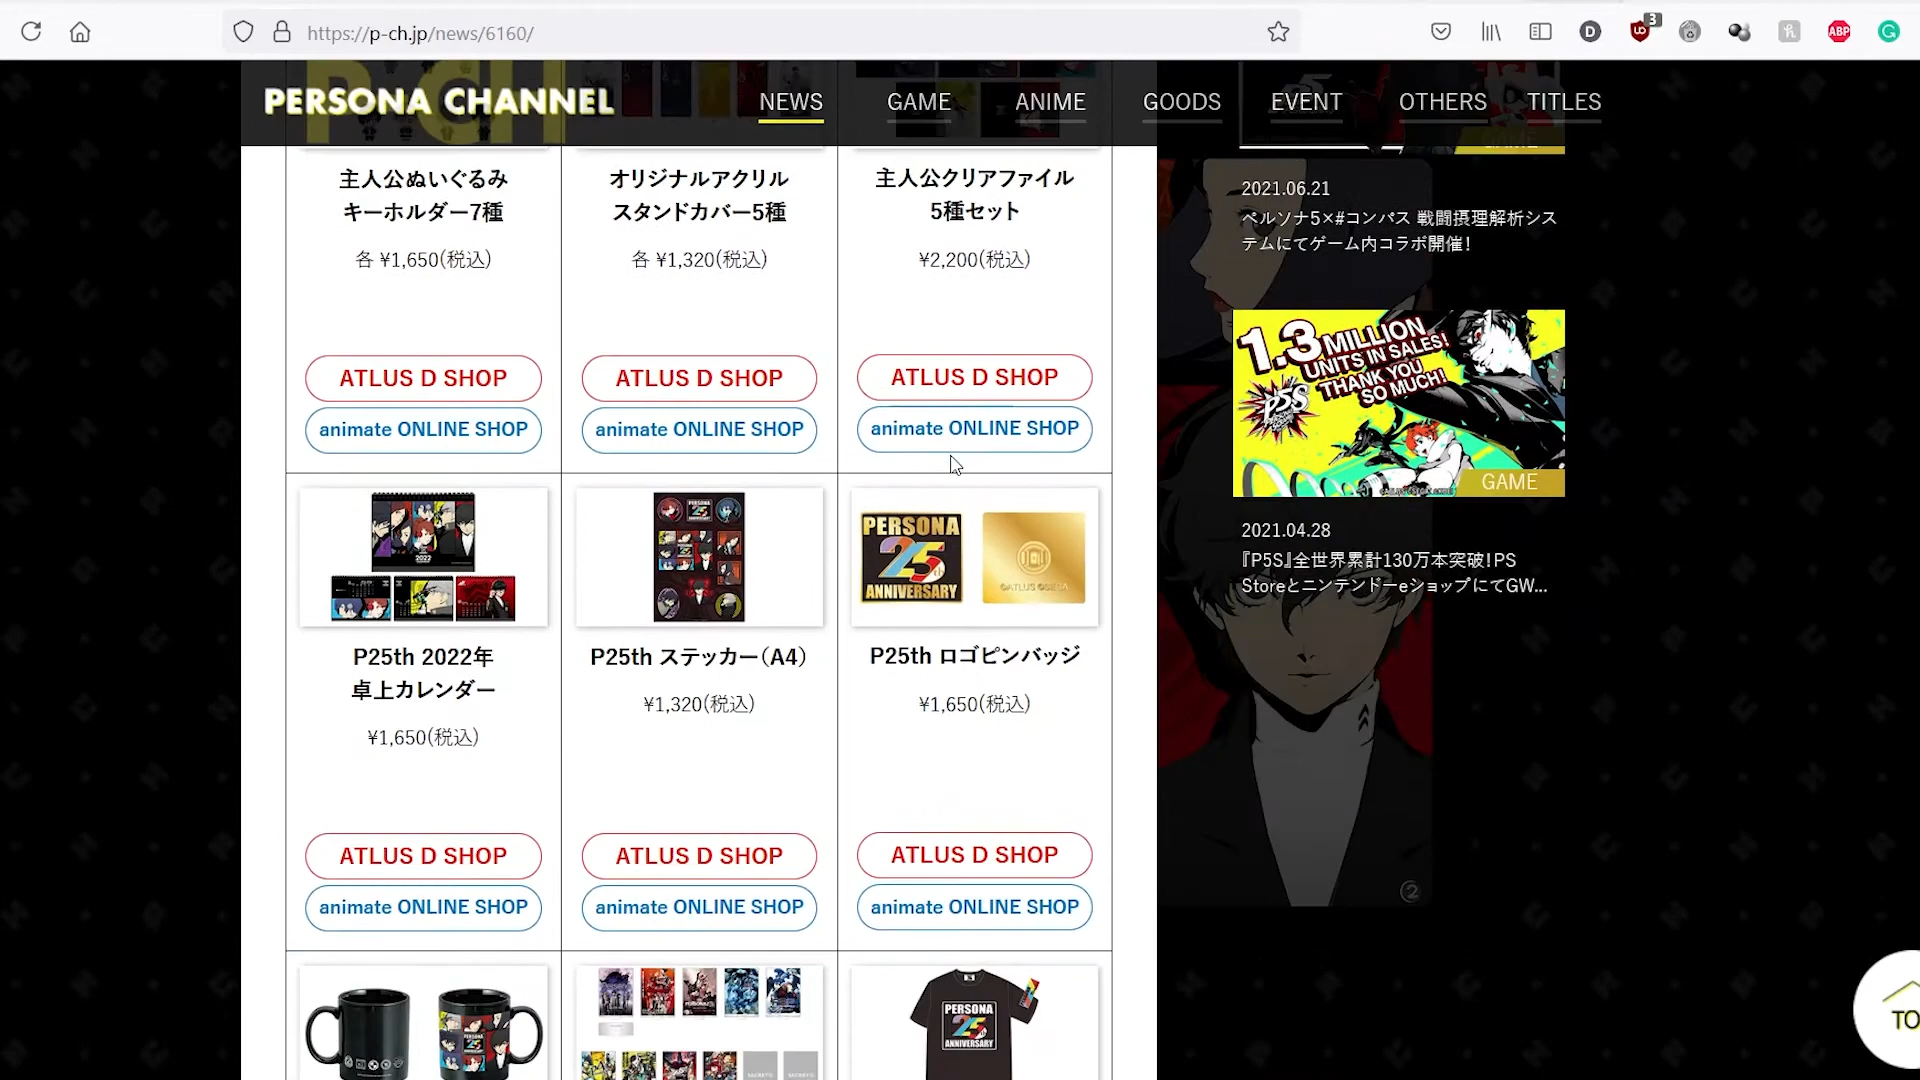 https://p-ch.jp/news/6160/
3
D
ABP
PERSONA CHANNEL
NEWS
GAME
ANIME
GOODS
EVENT
OTHERS
TITLES
主人公ぬいぐるみ
キーホルダー7種
各 ¥1,650(税込)
ATLUS D SHOP
animate ONLINE SHOP
オリジナルアクリル
スタンドカバー5種
各 ¥1,320(税込)
ATLUS D SHOP
animate ONLINE SHOP
主人公クリアファイル
5種セット
¥2,200(税込)
ATLUS D SHOP
animate ONLINE SHOP
2022
P25th 2022年
卓上カレンダー
¥1,650(税込)
ATLUS D SHOP
animate ONLINE SHOP
P25th ステッカー(A4)
¥1,320(税込)
ATLUS D SHOP
animate ONLINE SHOP
PERSONA
25th
ANNIVERSARY
©ATLUS ©SEGA
P25th ロゴピンバッジ
¥1,650(税込)
ATLUS D SHOP
animate ONLINE SHOP
PERSONA
25
ANNIVERSARY
GAME
2021.06.21
ペルソナ5×#コンパス 戦闘摂理解析シス
テムにてゲーム内コラボ開催!
1.3 MILLION
UNITS IN SALES!
THANK YOU
SO MUCH!
P5S
GAME
2021.04.28
『P5S』全世界累計130万本突破!PS
StoreとニンテンドーeショップにてGW...
②
TO